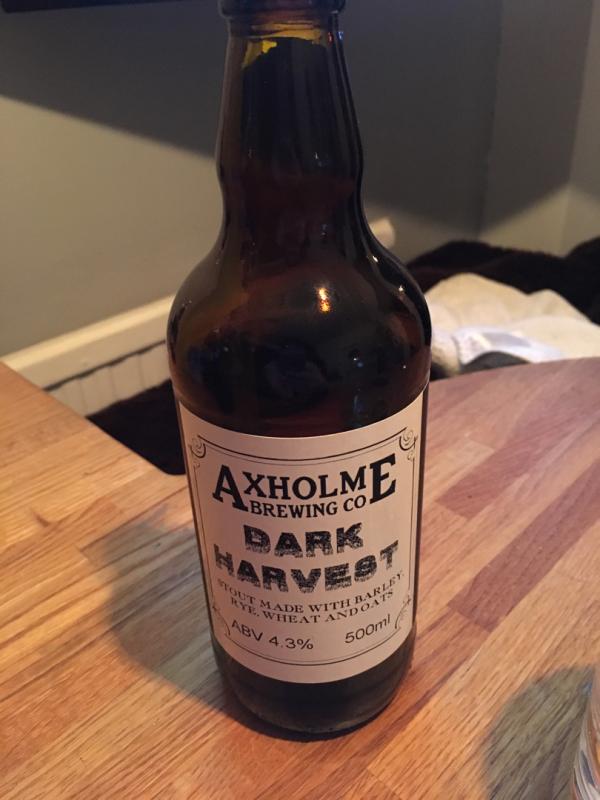 AXHOLME
BREWING CO
DARK
HARVEST
STOUT MADE WITH BARLEY,
RYE, WHEAT AND OATS
ABV 4.3% 500ml